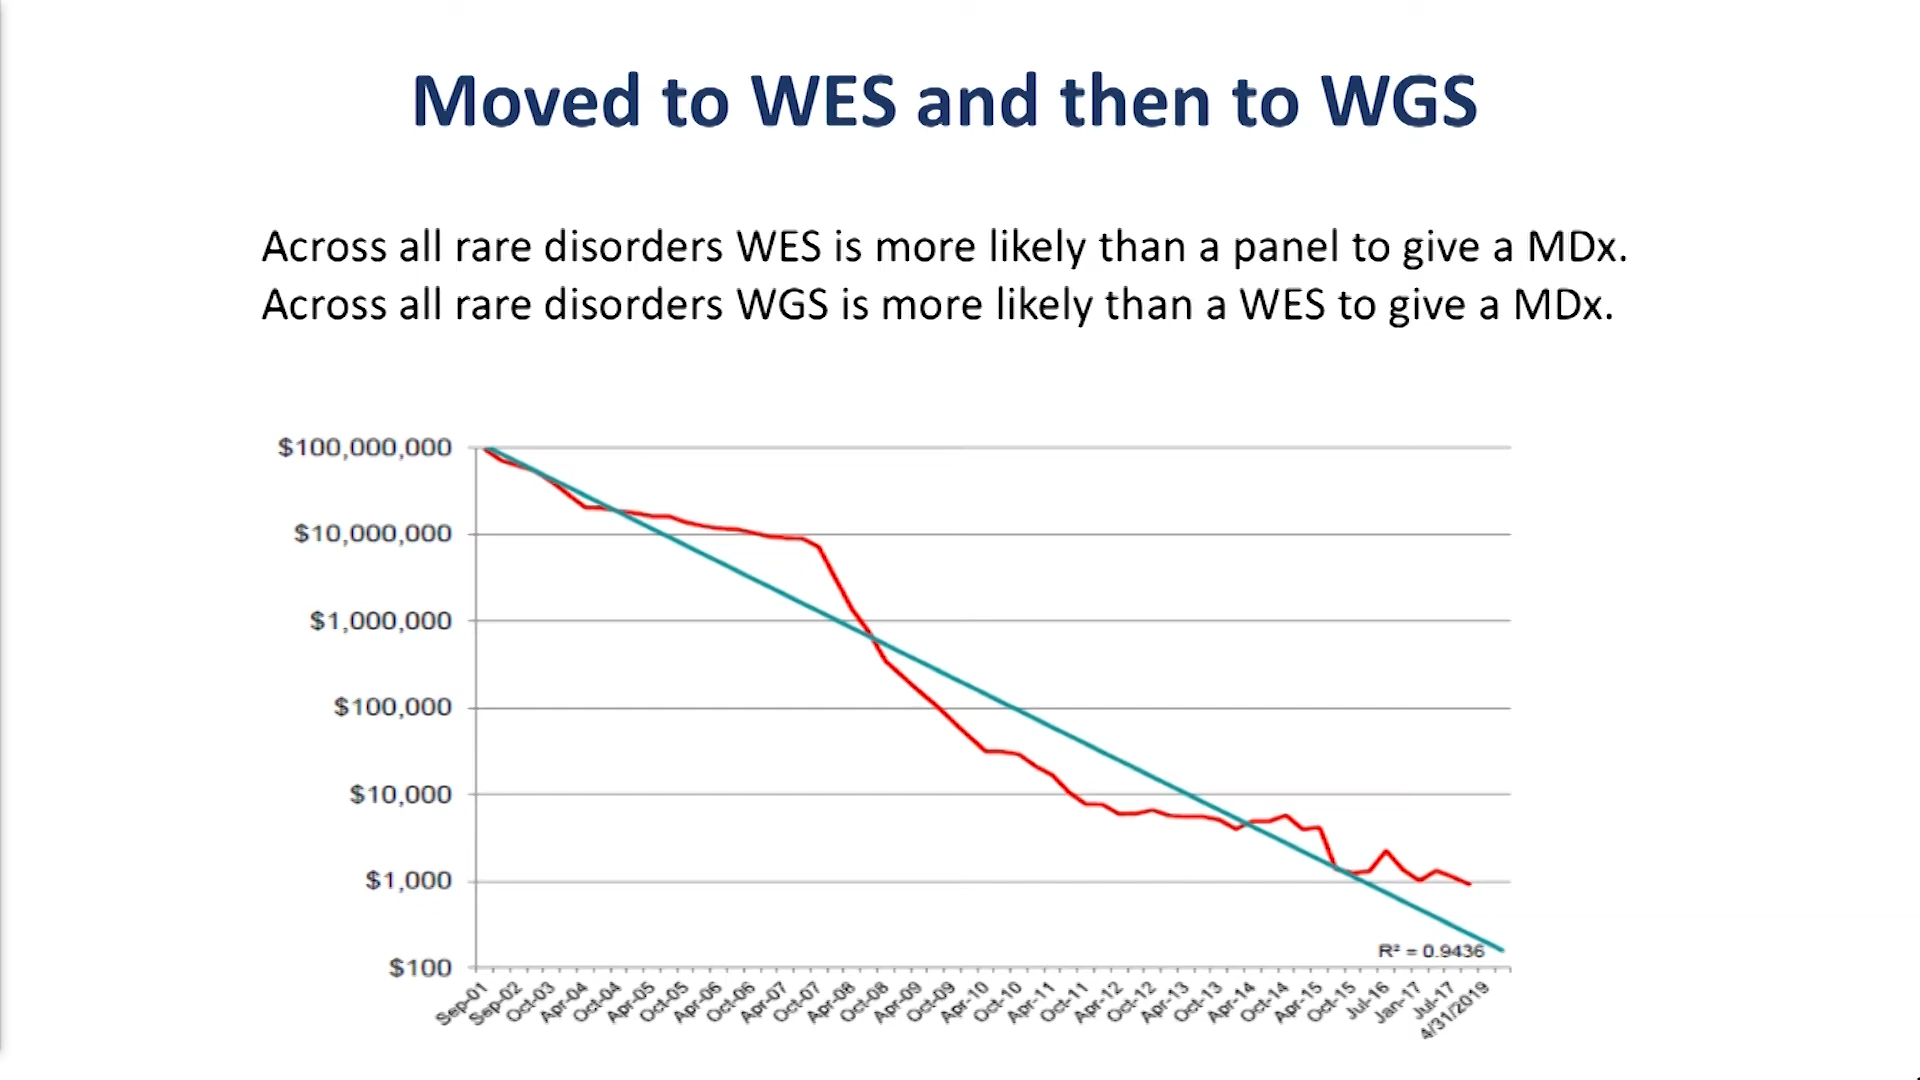 Moved to WES and then to WGS
Across all rare disorders WES is more likely than a panel to give a MDx.
Across all rare disorders WGS is more likely than a WES to give a MDx.
$100,000,000
$10,000,000
$1,000,000
$100,000
$10,000
$1,000
$100
R² = 0.9436
Sep-01
Sep-02
Oct-03
Apr-04
Oct-04
Apr-05
Oct-05
Apr-06
Oct-06
Apr-07
Oct-07
Apr-08
Oct-08
Apr-09
Oct-09
Apr-10
Oct-10
Apr-11
Oct-11
Apr-12
Oct-12
Apr-13
Oct-13
Apr-14
Oct-14
Apr-15
Oct-15
Jul-16
Jan-17
Jul-17
4/31/2019